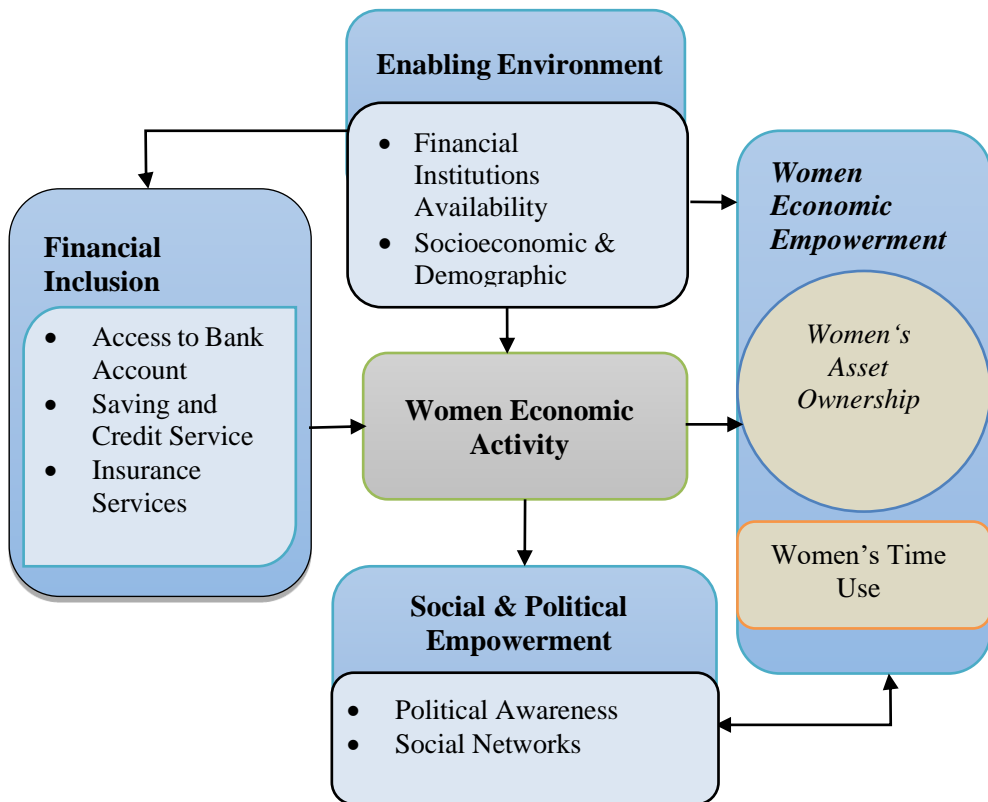 Enabling Environment
• Financial
Institutions
Availability
• Socioeconomic &
Demographic
Financial
Inclusion
• Access to Bank
Account
• Saving and
Credit Service
• Insurance
Services
Women Economic
Activity
Women
Economic
Empowerment
Women‘s
Asset
Ownership
Women’s Time
Use
Social & Political
Empowerment
• Political Awareness
• Social Networks